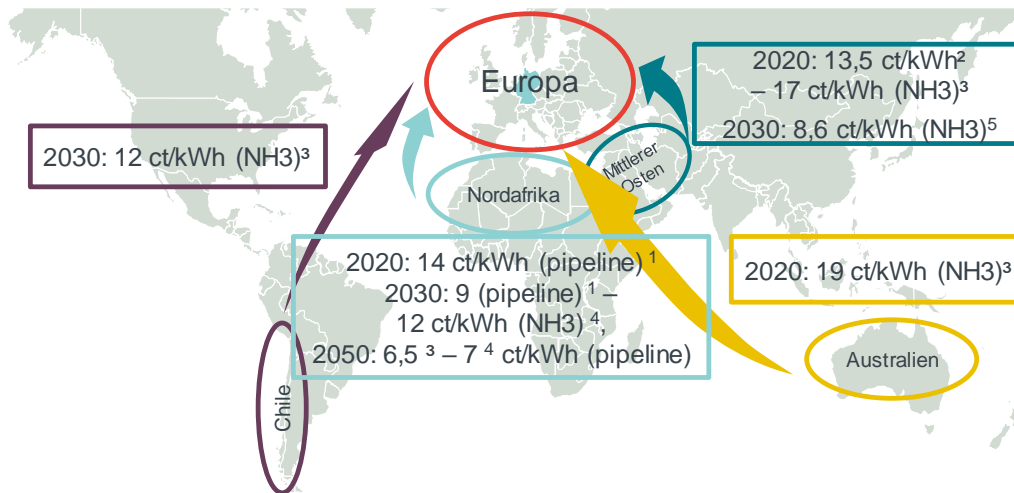 Europa
2020: 13,5 ct/kWh²
– 17 ct/kWh (NH3)³
2030: 8,6 ct/kWh (NH3)⁵
2030: 12 ct/kWh (NH3)³
Mittlerer
Osten
Nordafrika
2020: 14 ct/kWh (pipeline) ¹
2030: 9 (pipeline) ¹ –
12 ct/kWh (NH3) ⁴,
2050: 6,5 ³ – 7 ⁴ ct/kWh (pipeline)
2020: 19 ct/kWh (NH3)³
Australien
Chile